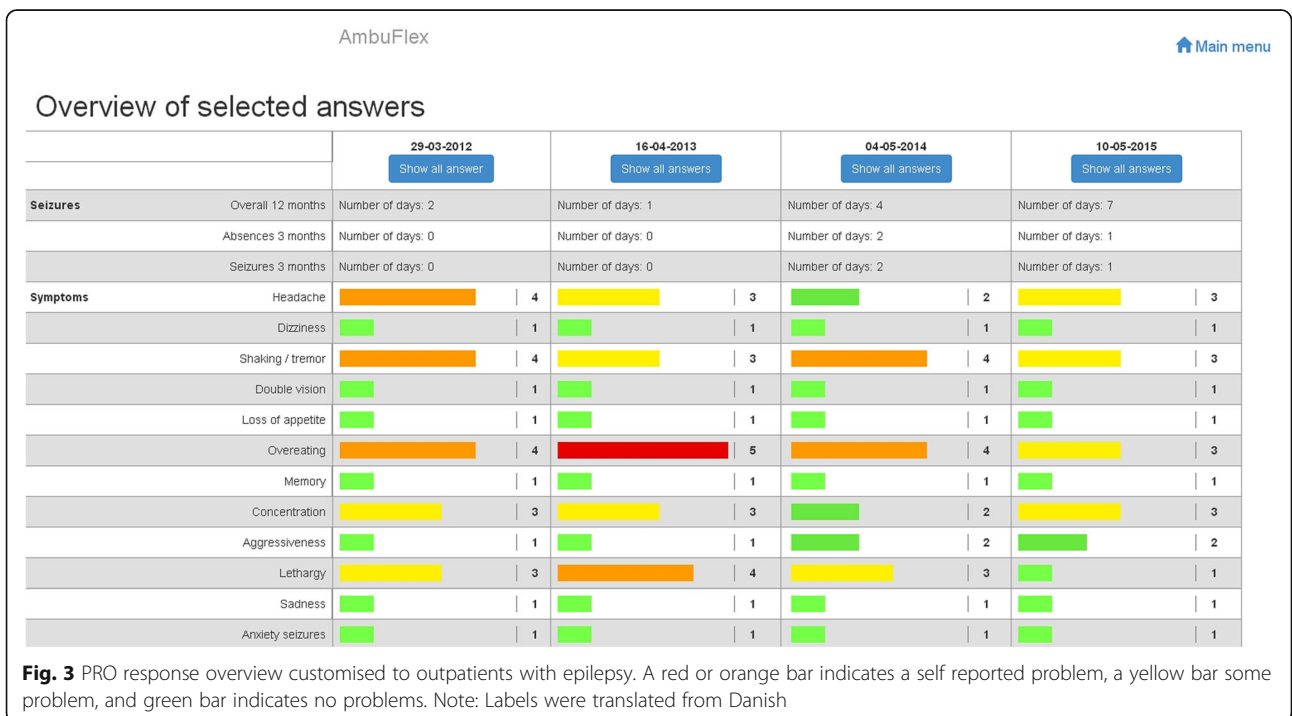 AmbuFlex
Main menu
Overview of selected answers
29-03-2012 16-04-2013 04-05-2014 10-05-2015
Show all answer Show all answers Show all answers Show all answers
Seizures Overall 12 months Number of days: 2 Number of days: 1 Number of days: 4 Number of days: 7
Absences 3 months Number of days: 0 Number of days: 0 Number of days: 2 Number of days: 1
Seizures 3 months Number of days: 0 Number of days: 0 Number of days: 2 Number of days: 1
Symptoms Headache 4 3 2 3
Dizziness 1 1 1 1
Shaking / tremor 4 3 4 3
Double vision 1 1 1 1
Loss of appetite 1 1 1 1
Overeating 4 5 4 3
Memory 1 1 1 1
Concentration 3 3 2 3
Aggressiveness 1 1 2 2
Lethargy 3 4 3 1
Sadness 1 1 1 1
Anxiety seizures 1 1 1 1
Fig. 3 PRO response overview customised to outpatients with epilepsy. A red or orange bar indicates a self reported problem, a yellow bar some
problem, and green bar indicates no problems. Note: Labels were translated from Danish